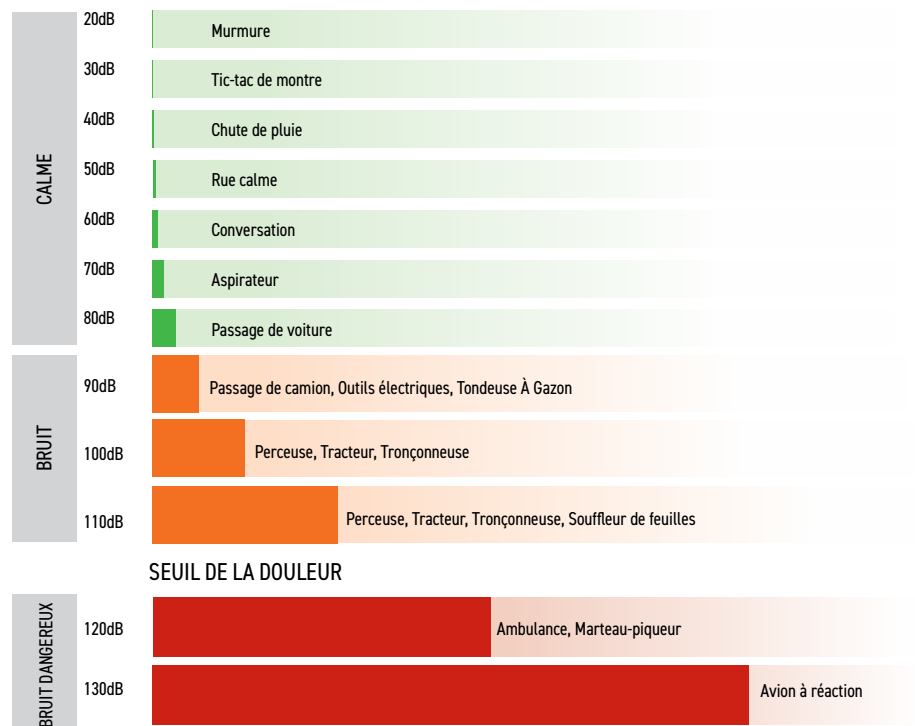 CALME
20dB Murmure
30dB Tic-tac de montre
40dB Chute de pluie
50dB Rue calme
60dB Conversation
70dB Aspirateur
80dB Passage de voiture
BRUIT
90dB Passage de camion, Outils électriques, Tondeuse À Gazon
100dB Perceuse, Tracteur, Tronçonneuse
110dB Perceuse, Tracteur, Tronçonneuse, Souffleur de feuilles
SEUIL DE LA DOULEUR
BRUIT DANGEREUX
120dB Ambulance, Marteau-piqueur
130dB Avion à réaction